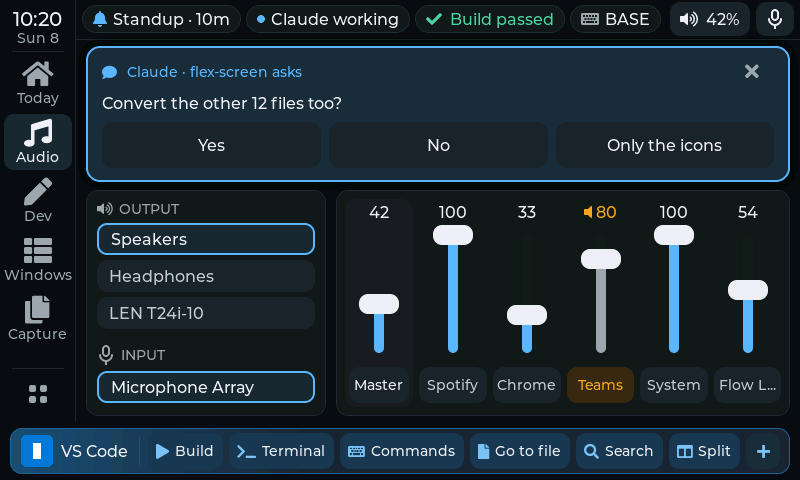 10:20
Sun 8
Standup · 10m
Claude working
Build passed
BASE
42%
Today
Audio
Dev
Windows
Capture
Claude · flex-screen asks
Convert the other 12 files too?
Yes
No
Only the icons
OUTPUT
Speakers
Headphones
LEN T24i-10
INPUT
Microphone Array
42
100
33
80
100
54
Master
Spotify
Chrome
Teams
System
Flow L...
VS Code
Build
Terminal
Commands
Go to file
Search
Split